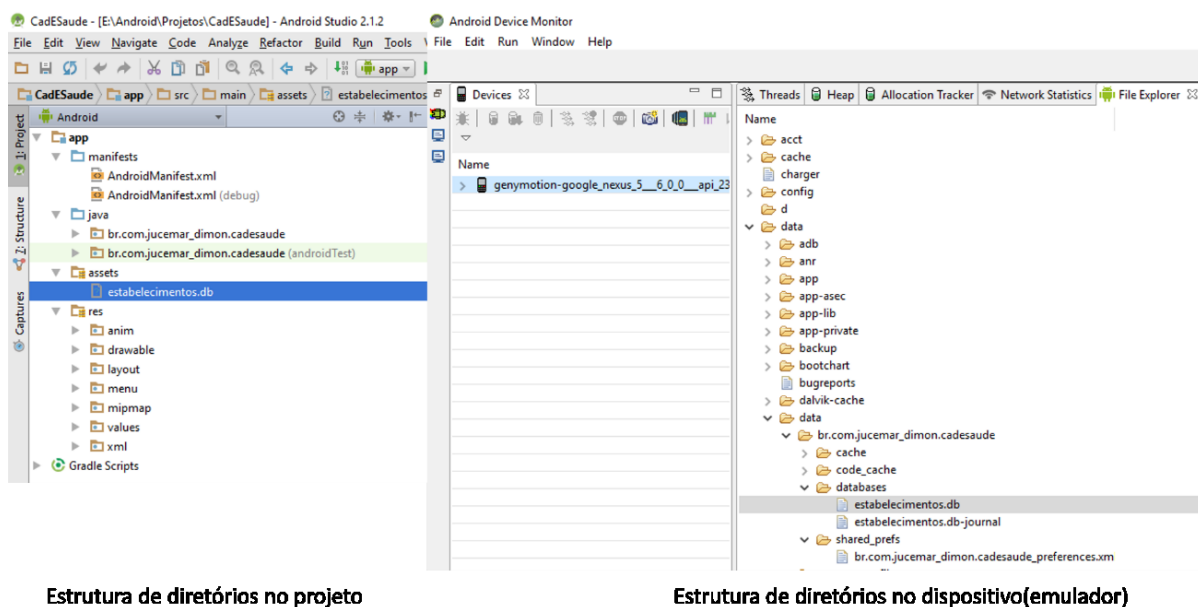 CadESaude - [E:\Android\Projetos\CadESaude] - Android Studio 2.1.2
File Edit View Navigate Code Analyze Refactor Build Run Tools
app
CadESaude app src main assets estabelecimentos
Android
1: Project
Z: Structure
Captures
app
manifests
AndroidManifest.xml
AndroidManifest.xml (debug)
java
br.com.jucemar_dimon.cadesaude
br.com.jucemar_dimon.cadesaude (androidTest)
assets
estabelecimentos.db
res
anim
drawable
layout
menu
mipmap
values
xml
Gradle Scripts
Android Device Monitor
File Edit Run Window Help
Devices
Name
genymotion-google_nexus_5__6_0_0__api_23
Threads Heap Allocation Tracker Network Statistics File Explorer
Name
acct
cache
charger
config
d
data
adb
anr
app
app-asec
app-lib
app-private
backup
bootchart
bugreports
dalvik-cache
data
br.com.jucemar_dimon.cadesaude
cache
code_cache
databases
estabelecimentos.db
estabelecimentos.db-journal
shared_prefs
br.com.jucemar_dimon.cadesaude_preferences.xm
Estrutura de diretórios no projeto
Estrutura de diretórios no dispositivo(emulador)